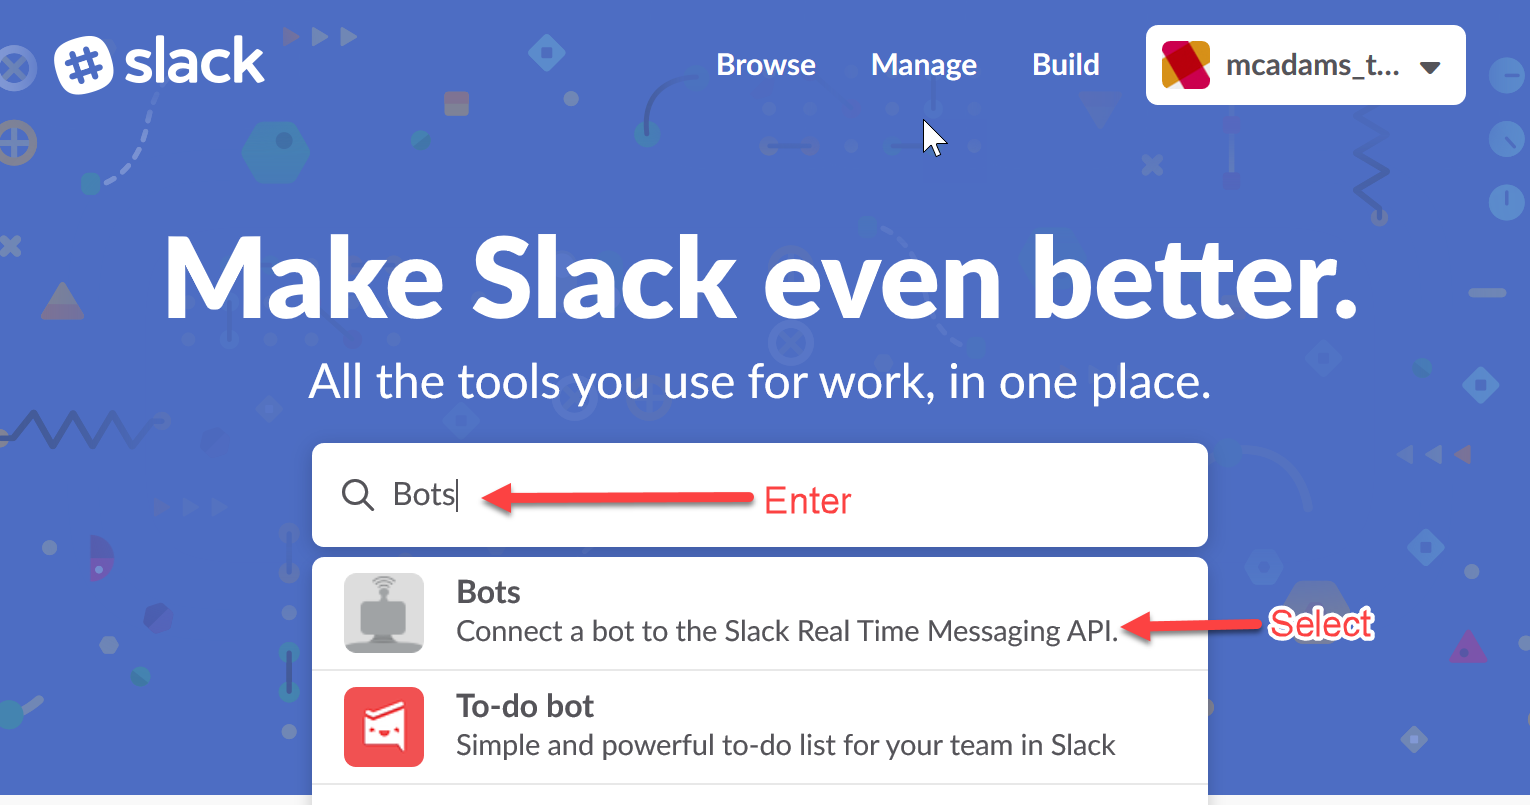 slack
Browse Manage Build mcadams_t...
Make Slack even better.
All the tools you use for work, in one place.
Bots
Enter
Bots
Connect a bot to the Slack Real Time Messaging API.
Select
To-do bot
Simple and powerful to-do list for your team in Slack